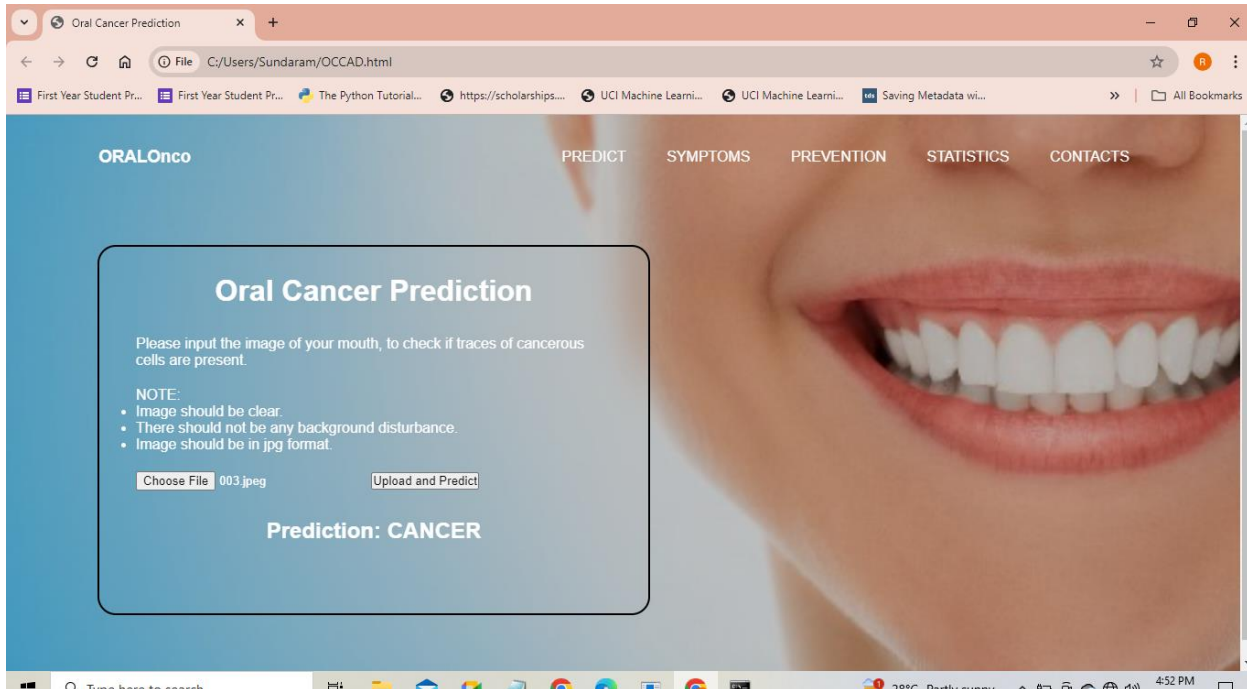 Oral Cancer Prediction
File C:/Users/Sundaram/OCCAD.html
R
First Year Student Pr... First Year Student Pr... The Python Tutorial... https://scholarships.... UCI Machine Learni... UCI Machine Learni... tds Saving Metadata wi... » All Bookmarks
ORALOnco PREDICT SYMPTOMS PREVENTION STATISTICS CONTACTS
Oral Cancer Prediction
Please input the image of your mouth, to check if traces of cancerous
cells are present.
NOTE:
• Image should be clear.
• There should not be any background disturbance.
• Image should be in jpg format.
Choose File 003.jpeg Upload and Predict
Prediction: CANCER
Type here to search 28°C Partly sunny 4:52 PM